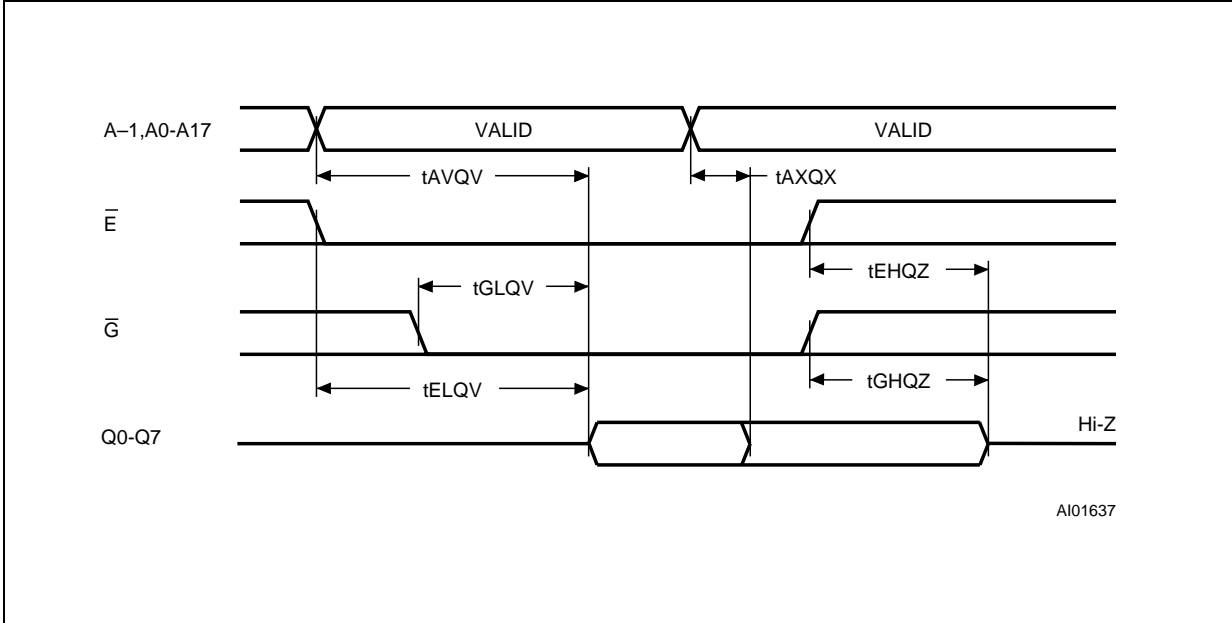 A–1,A0-A17
VALID
VALID
tAVQV
tAXQX
E̅
tEHQZ
tGLQV
G̅
tELQV
tGHQZ
Q0-Q7
Hi-Z
AI01637